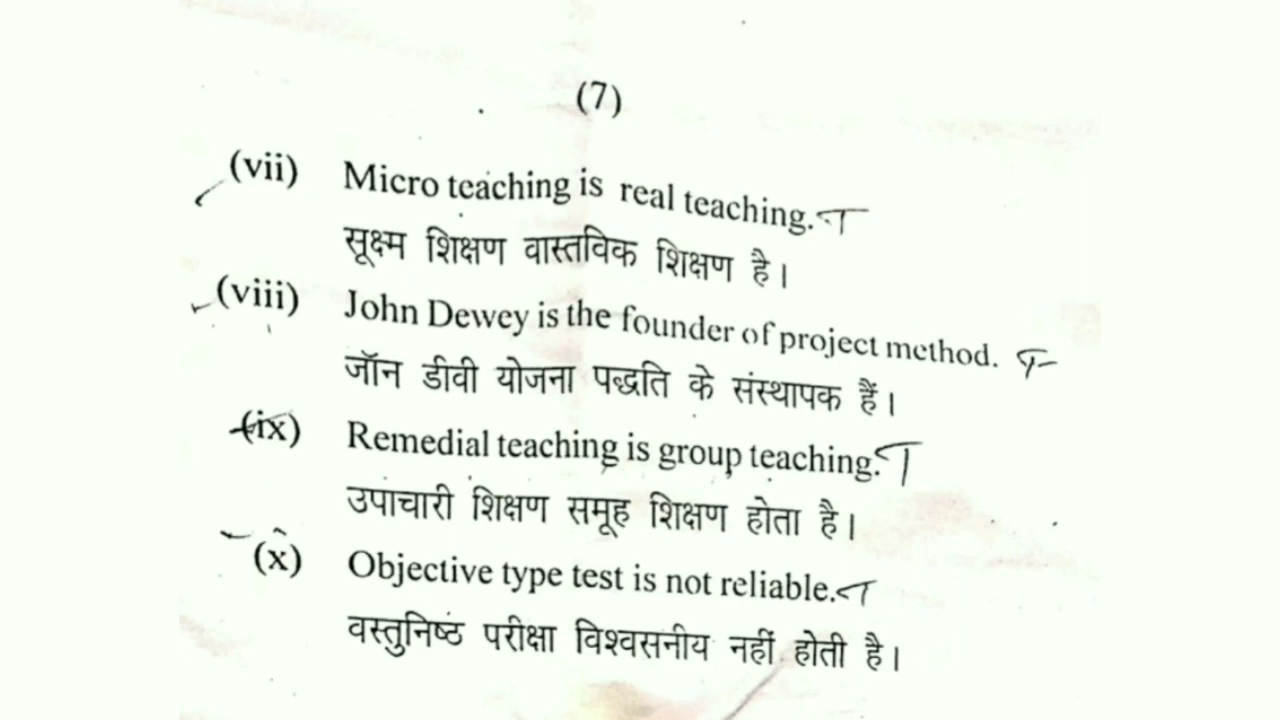 (7)
(vii) Micro teaching is real teaching. T
सूक्ष्म शिक्षण वास्तविक शिक्षण है।
(viii) John Dewey is the founder of project method. F
जॉन डीवी योजना पद्धति के संस्थापक हैं।
(ix) Remedial teaching is group teaching. T
उपाचारी शिक्षण समूह शिक्षण होता है।
(x) Objective type test is not reliable. T
वस्तुनिष्ठ परीक्षा विश्वसनीय नहीं होती है।